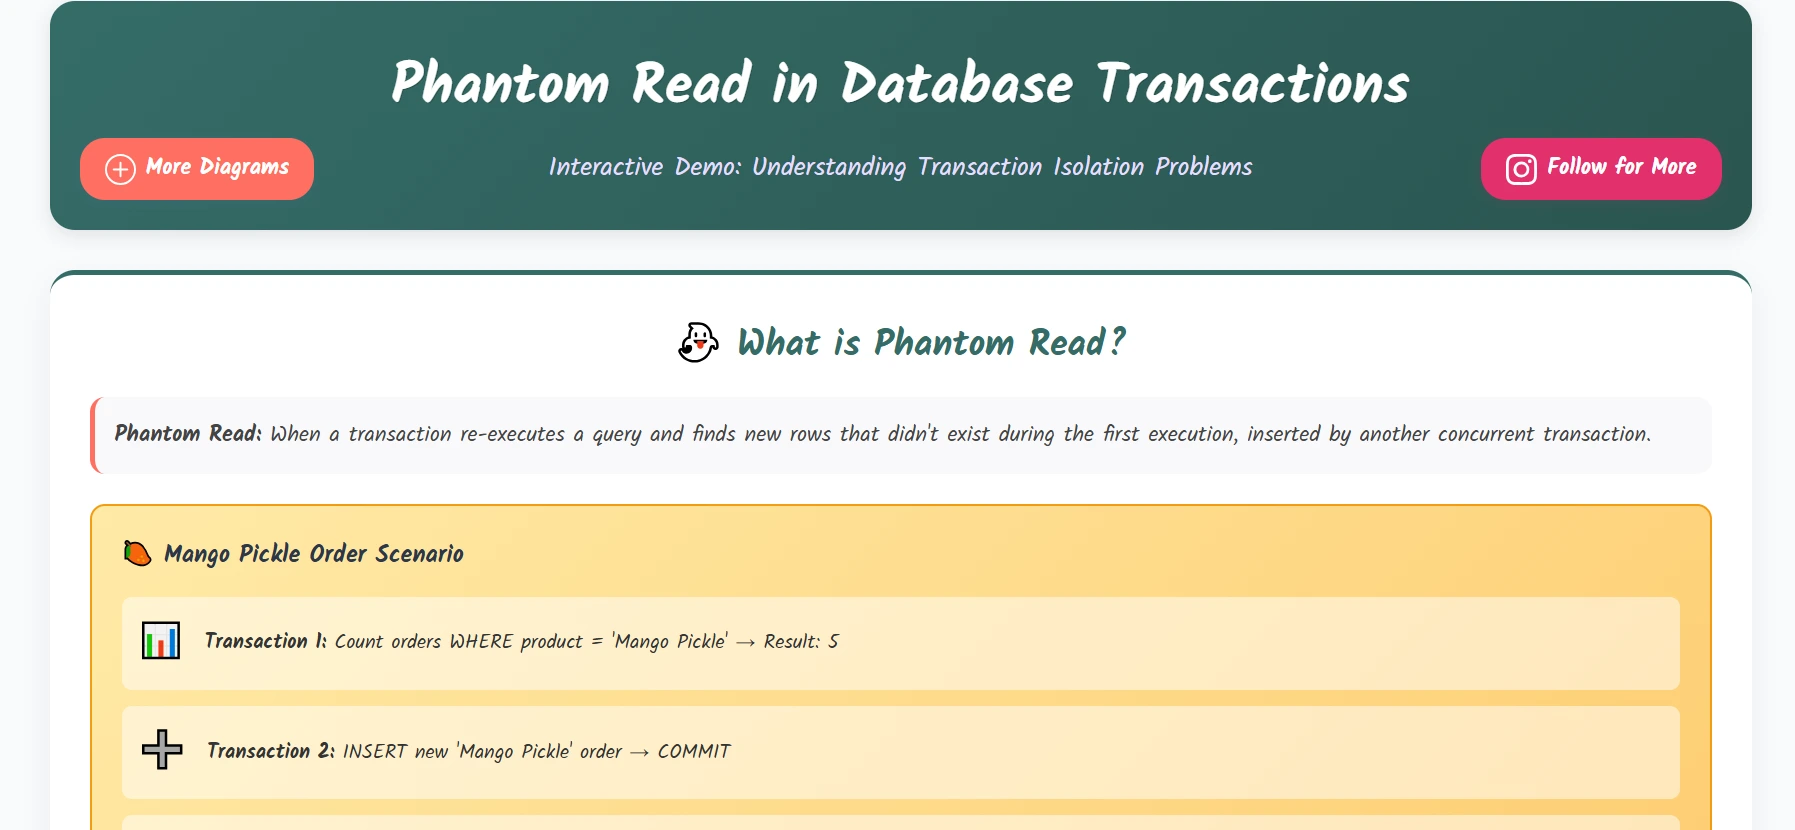 Phantom Read in Database Transactions
More Diagrams
Interactive Demo: Understanding Transaction Isolation Problems
Follow for More
What is Phantom Read?
Phantom Read: When a transaction re-executes a query and finds new rows that didn't exist during the first execution, inserted by another concurrent transaction.
Mango Pickle Order Scenario
Transaction 1: Count orders WHERE product = 'Mango Pickle' → Result: 5
Transaction 2: INSERT new 'Mango Pickle' order → COMMIT